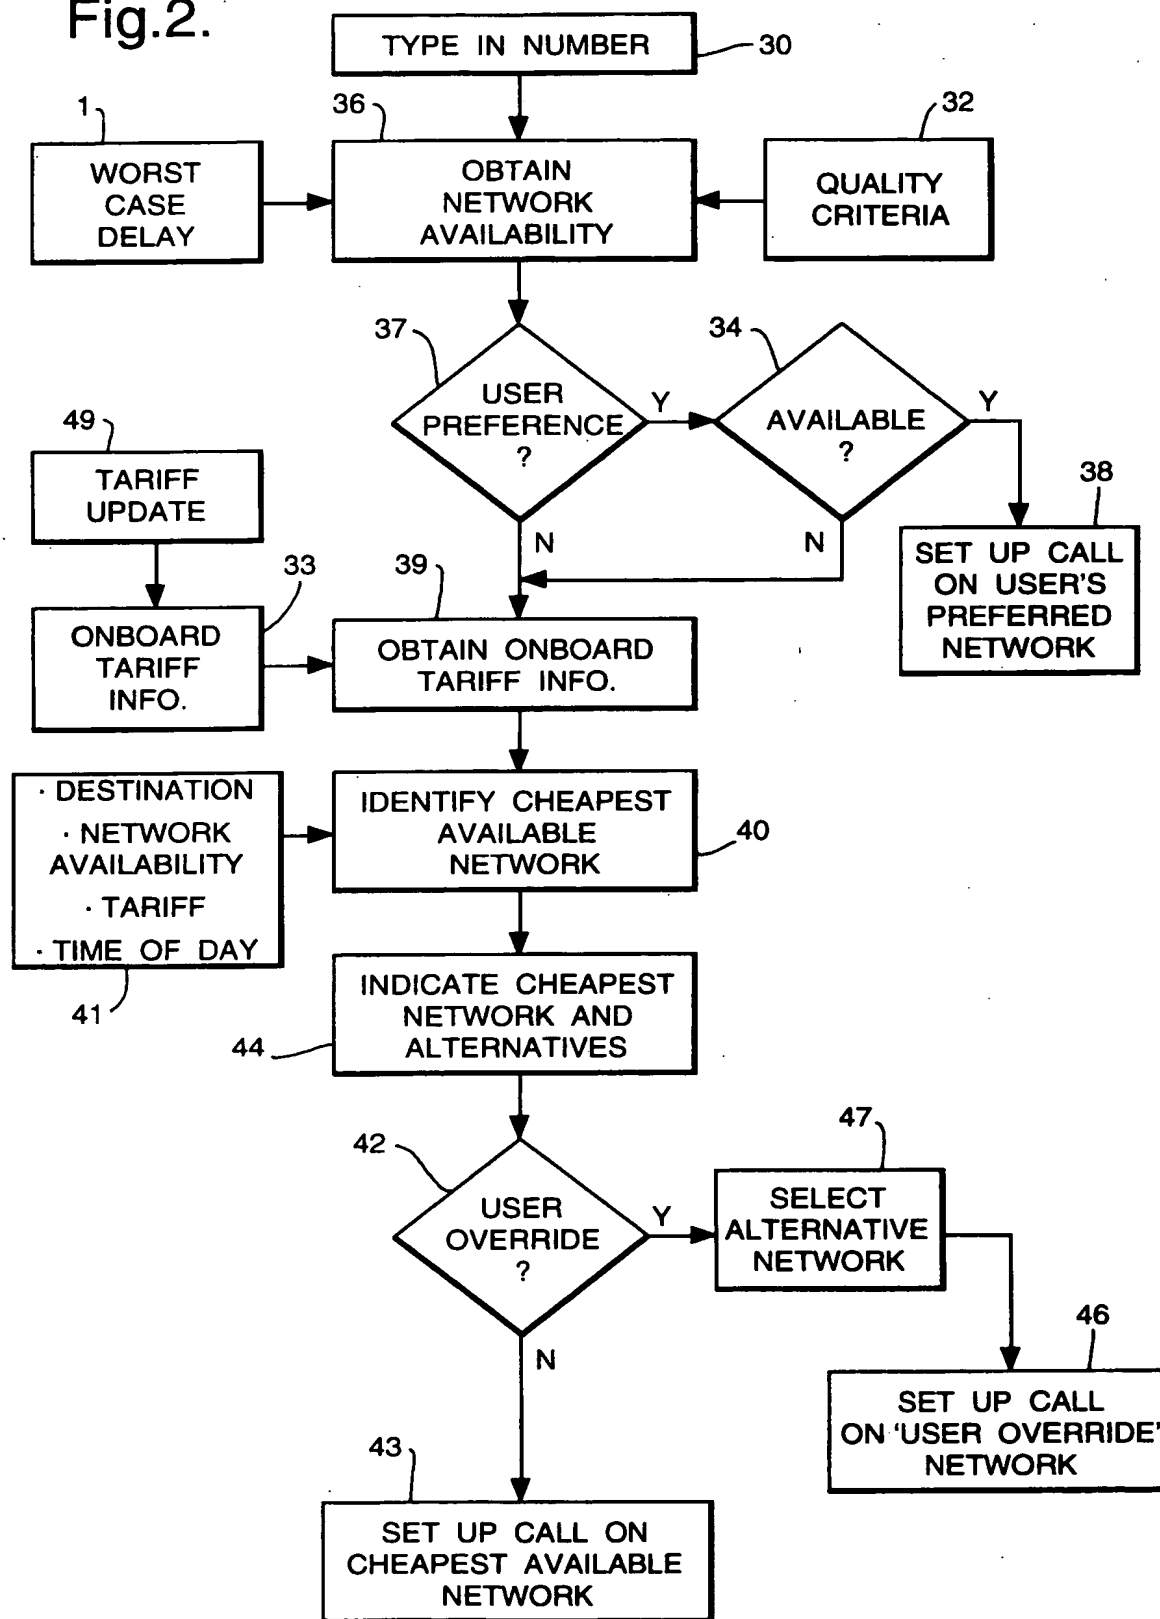 Fig.2.
TYPE IN NUMBER
30
1
36
32
WORST
CASE
DELAY
OBTAIN
NETWORK
AVAILABILITY
QUALITY
CRITERIA
37
34
USER
PREFERENCE
?
Y
AVAILABLE
?
Y
49
TARIFF
UPDATE
38
N
N
SET UP CALL
ON USER'S
PREFERRED
NETWORK
33
39
ONBOARD
TARIFF
INFO.
OBTAIN ONBOARD
TARIFF INFO.
· DESTINATION
· NETWORK
AVAILABILITY
· TARIFF
· TIME OF DAY
41
IDENTIFY CHEAPEST
AVAILABLE
NETWORK
40
INDICATE CHEAPEST
NETWORK AND
ALTERNATIVES
44
42
47
USER
OVERRIDE
?
Y
SELECT
ALTERNATIVE
NETWORK
46
N
SET UP CALL
ON 'USER OVERRIDE'
NETWORK
43
SET UP CALL ON
CHEAPEST AVAILABLE
NETWORK